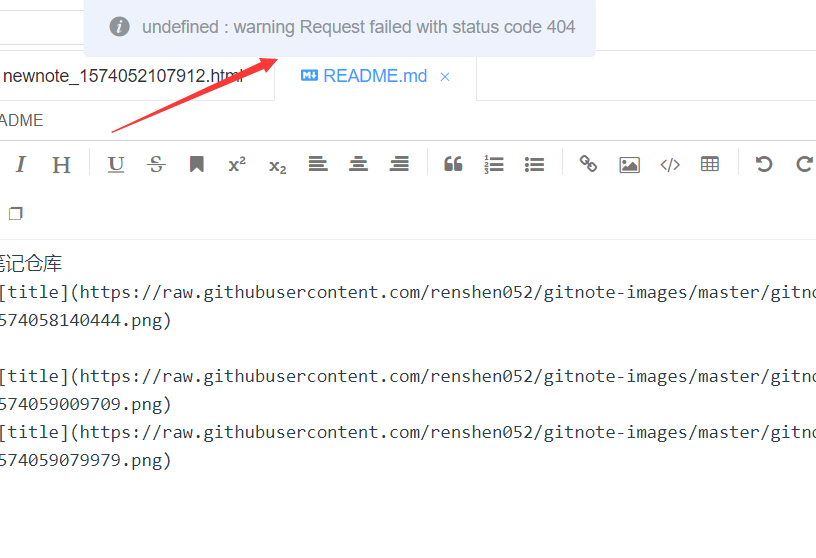 undefined : warning Request failed with status code 404
newnote_1574052107912.html
README.md ×
ADME
I H U S x² x₂
笔记仓库
[title](https://raw.githubusercontent.com/renshen052/gitnote-images/master/gitno
574058140444.png)
[title](https://raw.githubusercontent.com/renshen052/gitnote-images/master/gitno
574059009709.png)
[title](https://raw.githubusercontent.com/renshen052/gitnote-images/master/gitno
574059079979.png)